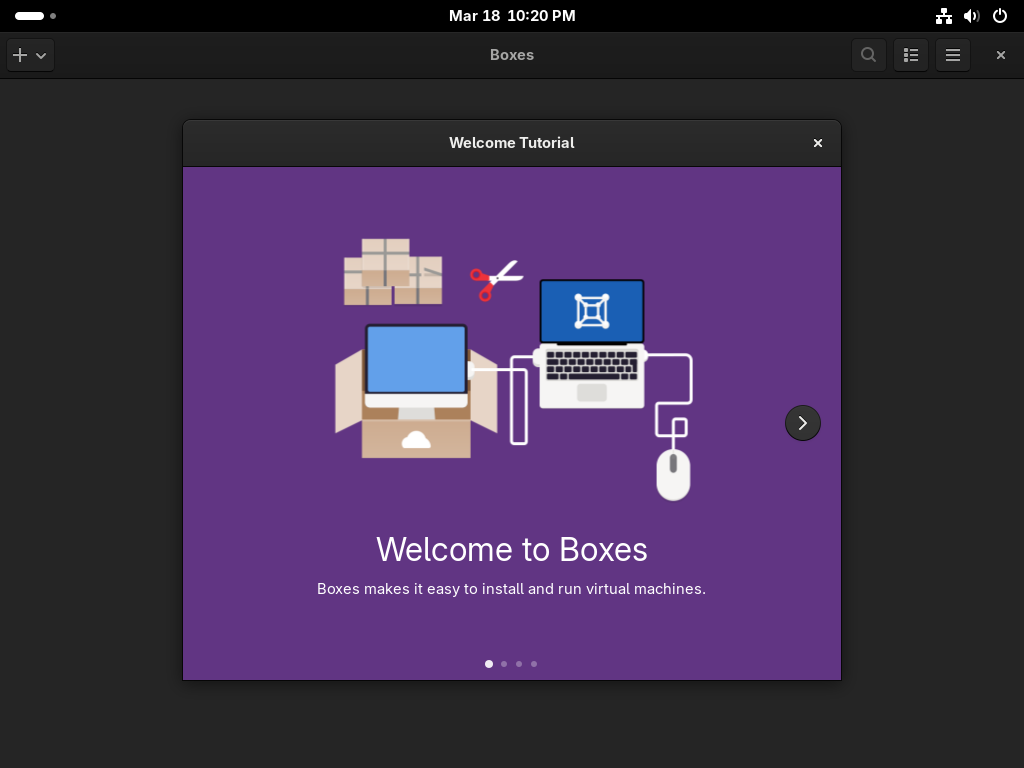 Mar 18 10:20 PM
Boxes
Welcome Tutorial
Welcome to Boxes
Boxes makes it easy to install and run virtual machines.